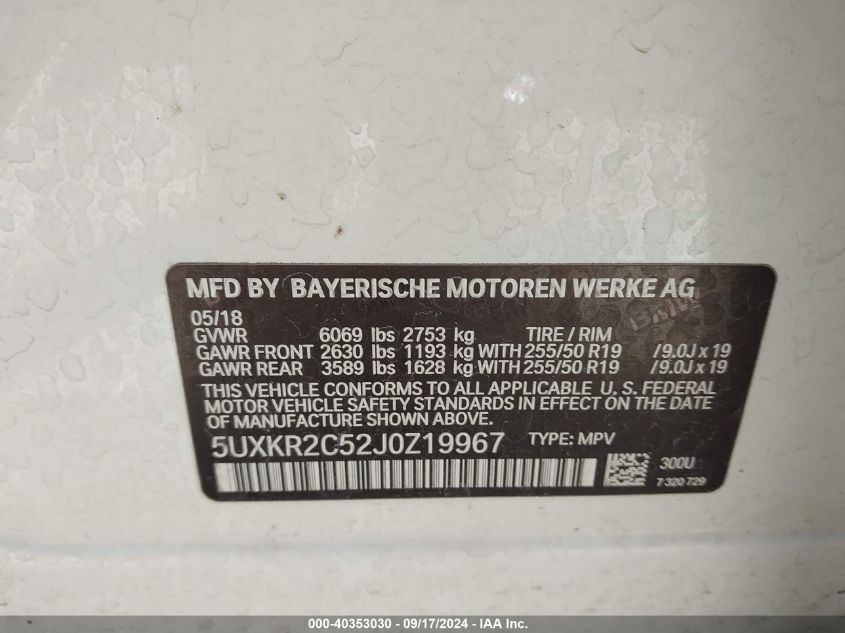 MFD BY BAYERISCHE MOTOREN WERKE AG
05/18
GVWR 6069 lbs 2753 kg TIRE / RIM
GAWR FRONT 2630 lbs 1193 kg WITH 255/50 R19 /9.0J x 19
GAWR REAR 3589 lbs 1628 kg WITH 255/50 R19 /9.0J x 19
THIS VEHICLE CONFORMS TO ALL APPLICABLE U. S. FEDERAL
MOTOR VEHICLE SAFETY STANDARDS IN EFFECT ON THE DATE
OF MANUFACTURE SHOWN ABOVE.
5UXKR2C52J0Z19967 TYPE: MPV
300U
7 320 729
000-40353030 - 09/17/2024 - IAAI Inc.